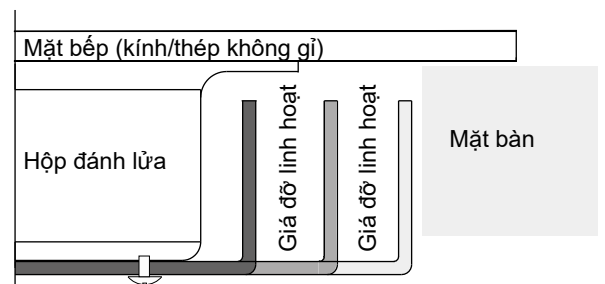 Mặt bếp (kính/thép không gỉ)
Hộp đánh lửa
Giá đỡ linh hoạt
Giá đỡ linh hoạt
Mặt bàn